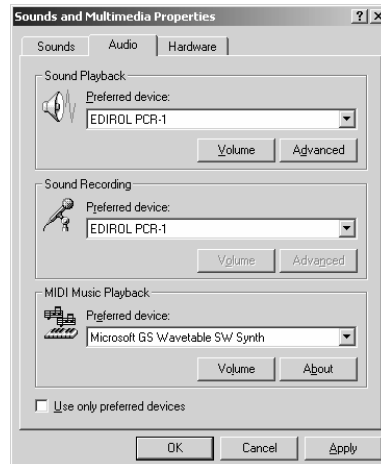 Sounds and Multimedia Properties
Sounds Audio Hardware
Sound Playback
Preferred device:
EDIROL PCR-1
Volume Advanced
Sound Recording
Preferred device:
EDIROL PCR-1
Volume Advanced
MIDI Music Playback
Preferred device:
Microsoft GS Wavetable SW Synth
Volume About
Use only preferred devices
OK Cancel Apply